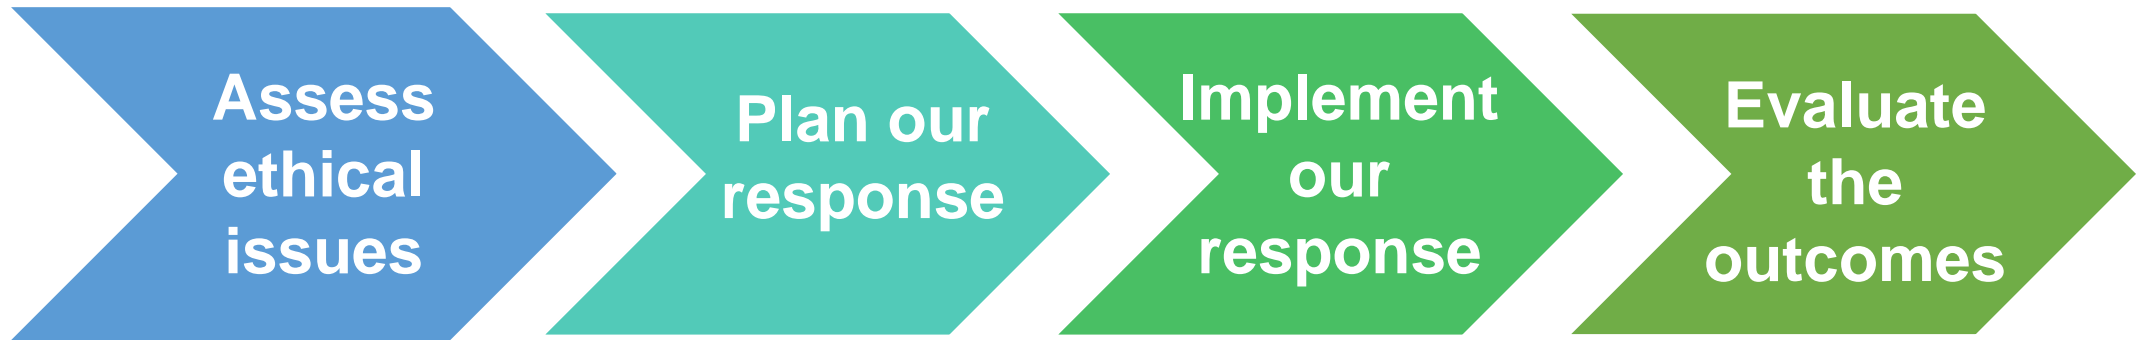 Assess
ethical
issues
Plan our
response
Implement
our
response
Evaluate
the
outcomes